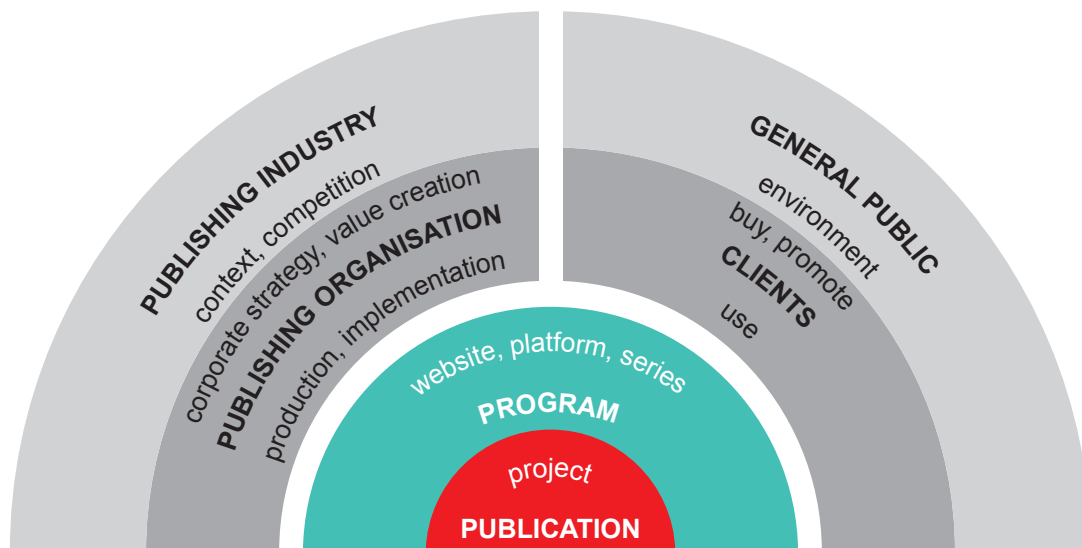 PUBLISHING INDUSTRY
context, competition
corporate strategy, value creation
PUBLISHING ORGANISATION
production, implementation
GENERAL PUBLIC
environment
buy, promote
CLIENTS
use
website, platform, series
PROGRAM
project
PUBLICATION